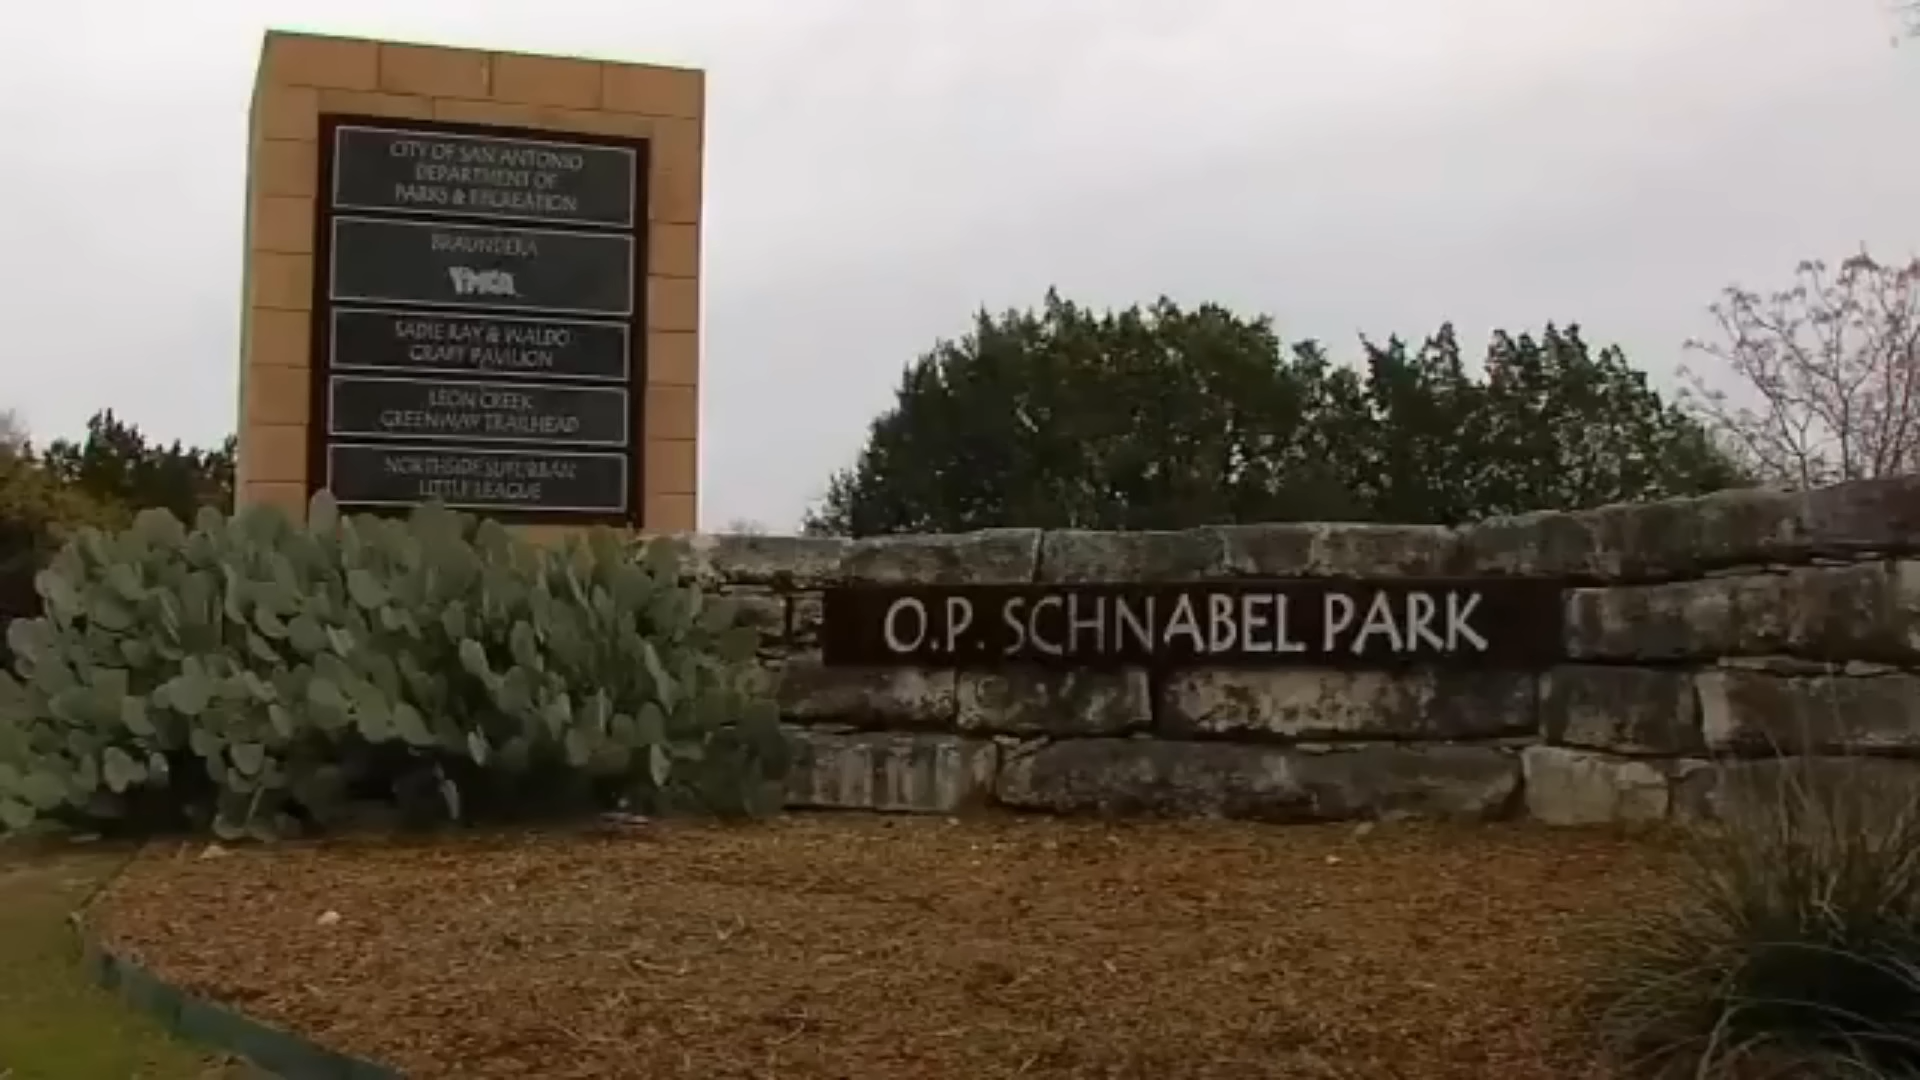 CITY OF SAN ANTONIO
DEPARTMENT OF
PARKS & RECREATION
BRAUNDERA
YMCA
SADIE RAY & WALDO
GRAFF PAVILION
LEON CREEK
GREENWAY TRAILHEAD
NORTHSIDE SUBURBAN
LITTLE LEAGUE
O.P. SCHNABEL PARK